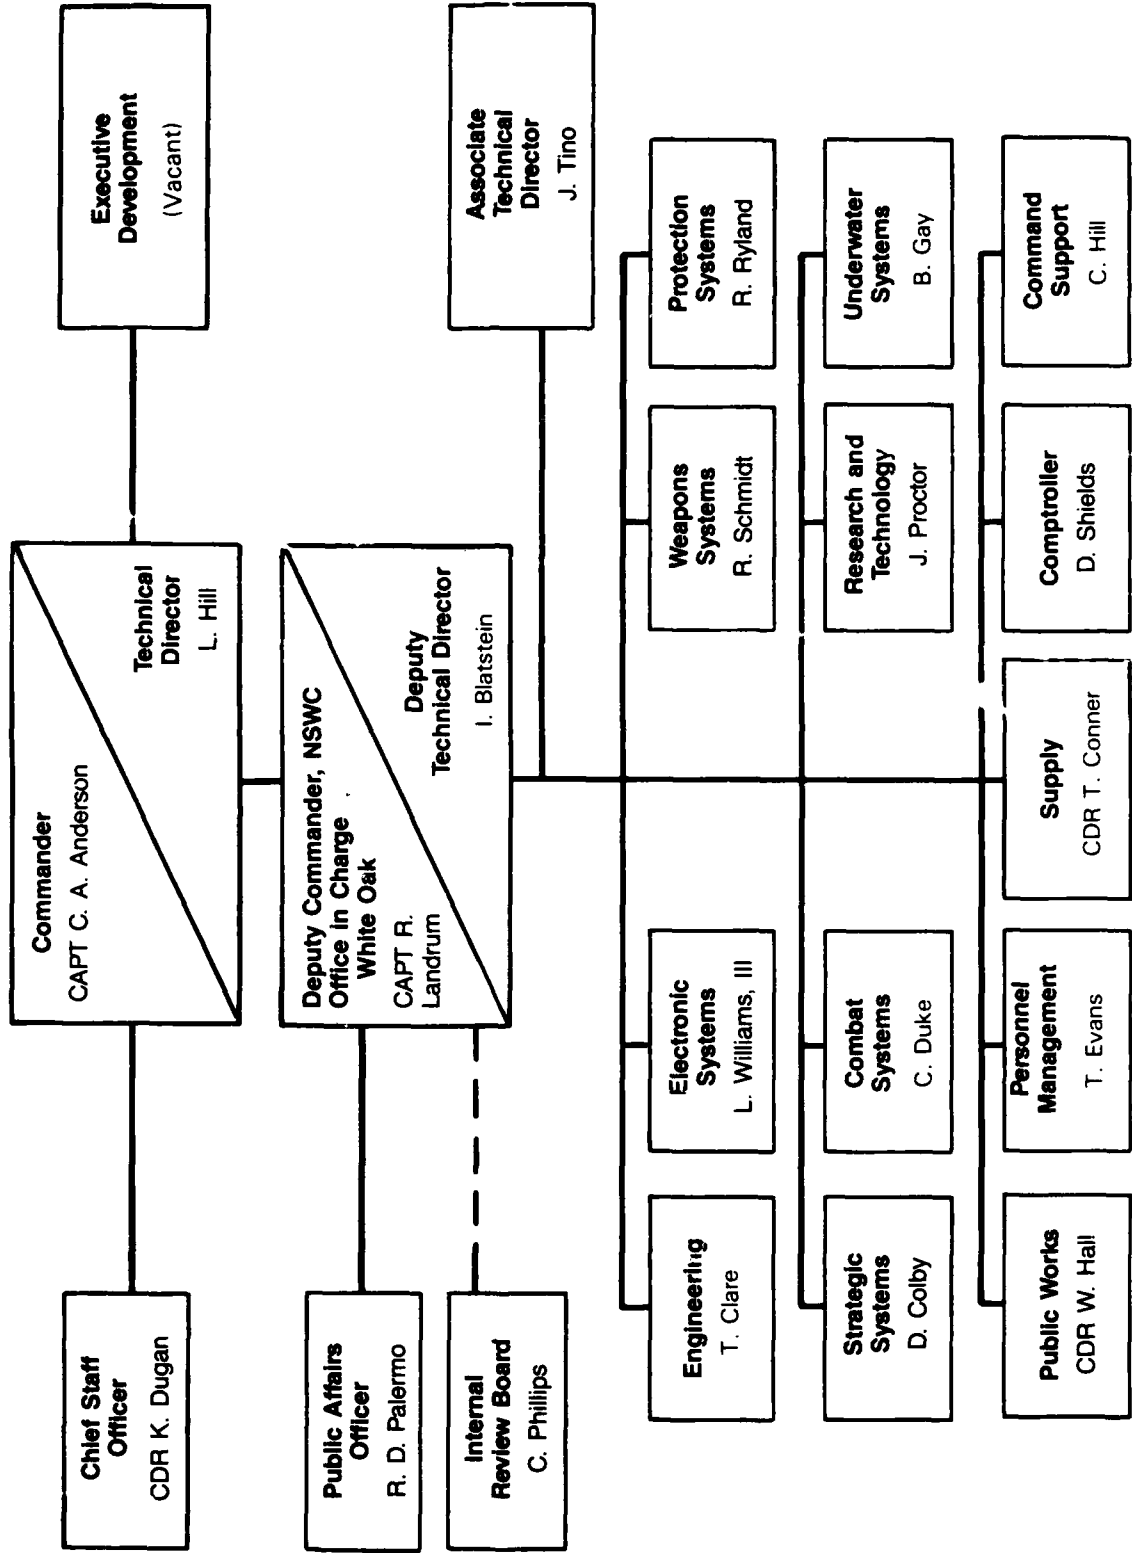 Commander
CAPT C. A. Anderson
Technical
Director
L. Hill
Chief Staff
Officer
CDR K. Dugan
Executive
Development
(Vacant)
Deputy Commander, NSWC
Office in Charge
White Oak
CAPT R.
Landrum
Deputy
Technical Director
I. Blatstein
Public Affairs
Officer
R. D. Palermo
Internal
Review Board
C. Phillips
Associate
Technical
Director
J. Tino
Engineering
T. Clare
Electronic
Systems
L. Williams, III
Weapons
Systems
R. Schmidt
Protection
Systems
R. Ryland
Strategic
Systems
D. Colby
Combat
Systems
C. Duke
Research and
Technology
J. Proctor
Underwater
Systems
B. Gay
Public Works
CDR W. Hall
Personnel
Management
T. Evans
Supply
CDR T. Conner
Comptroller
D. Shields
Command
Support
C. Hill